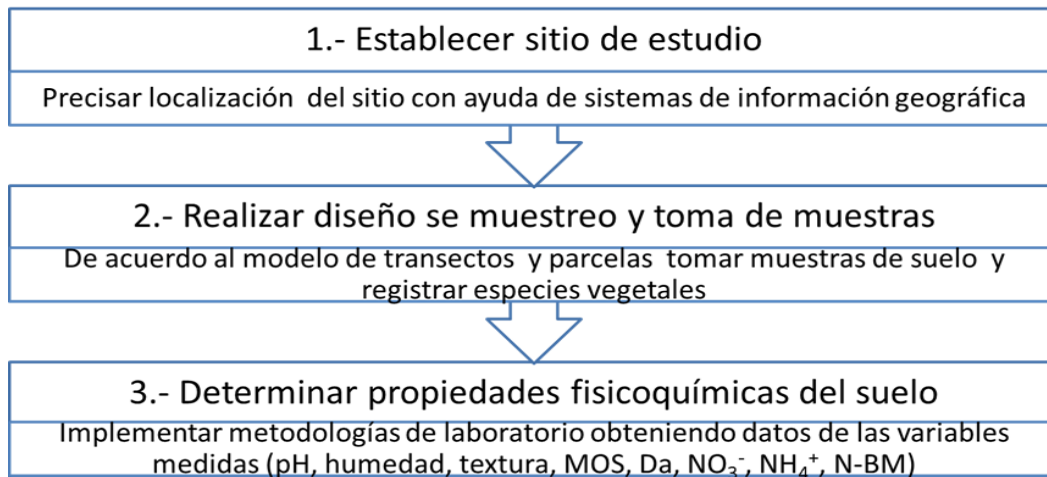 1.- Establecer sitio de estudio
Precisar localización del sitio con ayuda de sistemas de información geográfica
2.- Realizar diseño se muestreo y toma de muestras
De acuerdo al modelo de transectos y parcelas tomar muestras de suelo y
registrar especies vegetales
3.- Determinar propiedades fisicoquímicas del suelo
Implementar metodologías de laboratorio obteniendo datos de las variables
medidas (pH, humedad, textura, MOS, Da, NO₃⁻, NH₄⁺, N-BM)